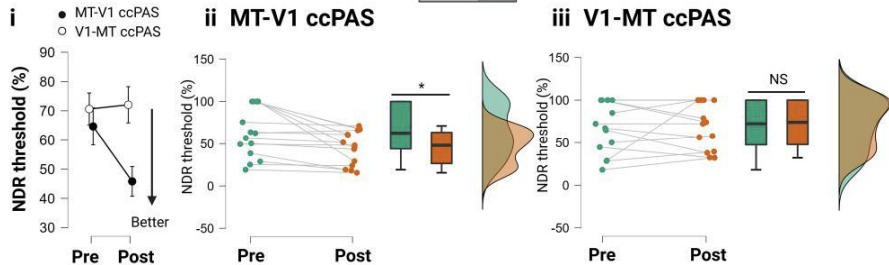 i
MT-V1 ccPAS
V1-MT ccPAS
NDR threshold (%)
90
80
70
60
50
40
30
Better
Pre Post
ii MT-V1 ccPAS
NDR threshold (%)
150
100
50
0
-50
*
Pre Post
iii V1-MT ccPAS
NDR threshold (%)
150
100
50
0
-50
NS
Pre Post